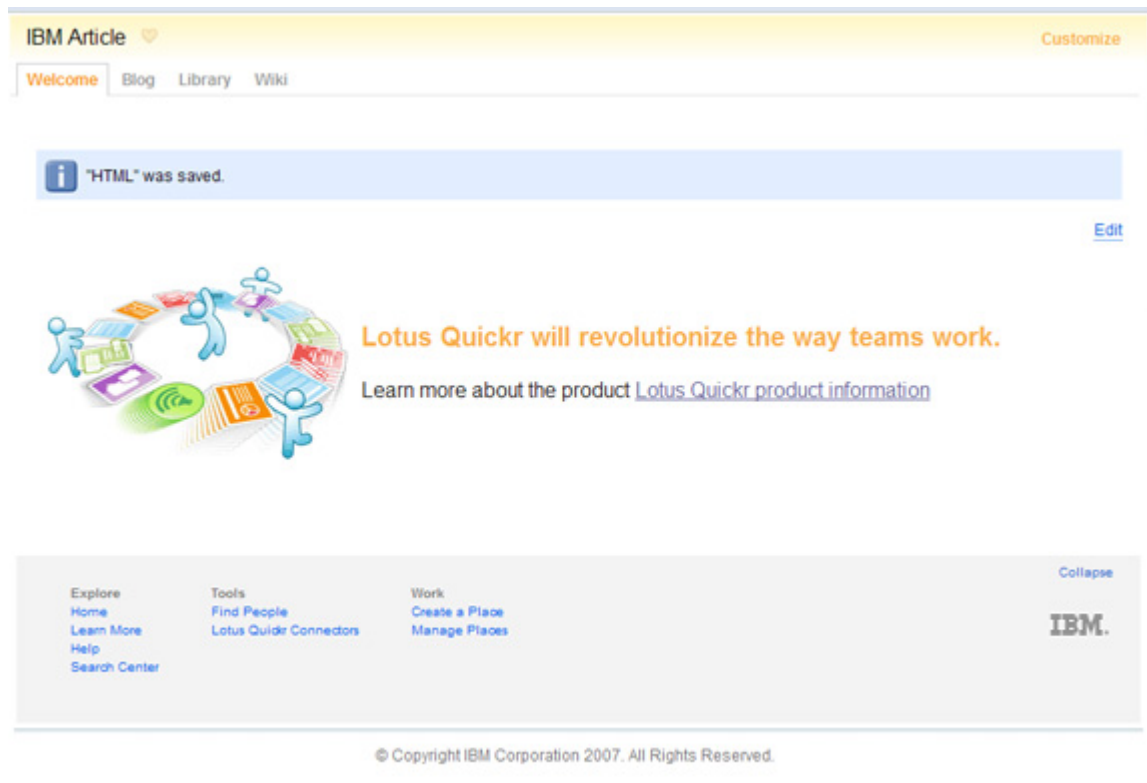 IBM Article
Customize
Welcome Blog Library Wiki
"HTML" was saved.
Edit
Lotus Quickr will revolutionize the way teams work.
Learn more about the product Lotus Quickr product information
Collapse
Explore Tools Work
Home Find People Create a Place
Learn More Lotus Quickr Connectors Manage Places
Help
Search Center
IBM.
© Copyright IBM Corporation 2007. All Rights Reserved.